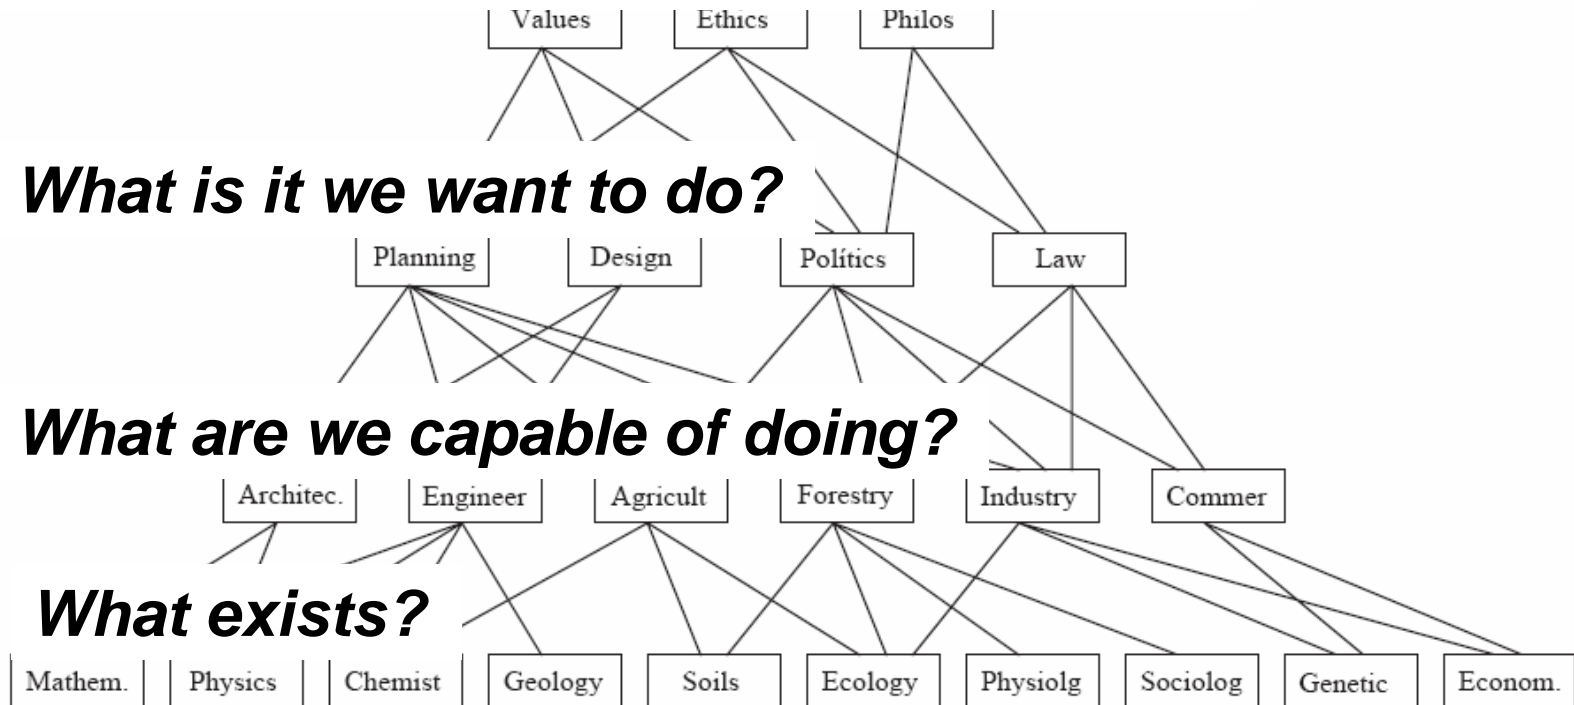 Values Ethics Philos
What is it we want to do?
Planning Design Polítics Law
What are we capable of doing?
Architec. Engineer Agricult Forestry Industry Commer
What exists?
Mathem. Physics Chemist Geology Soils Ecology Physiolg Sociolog Genetic Econom.